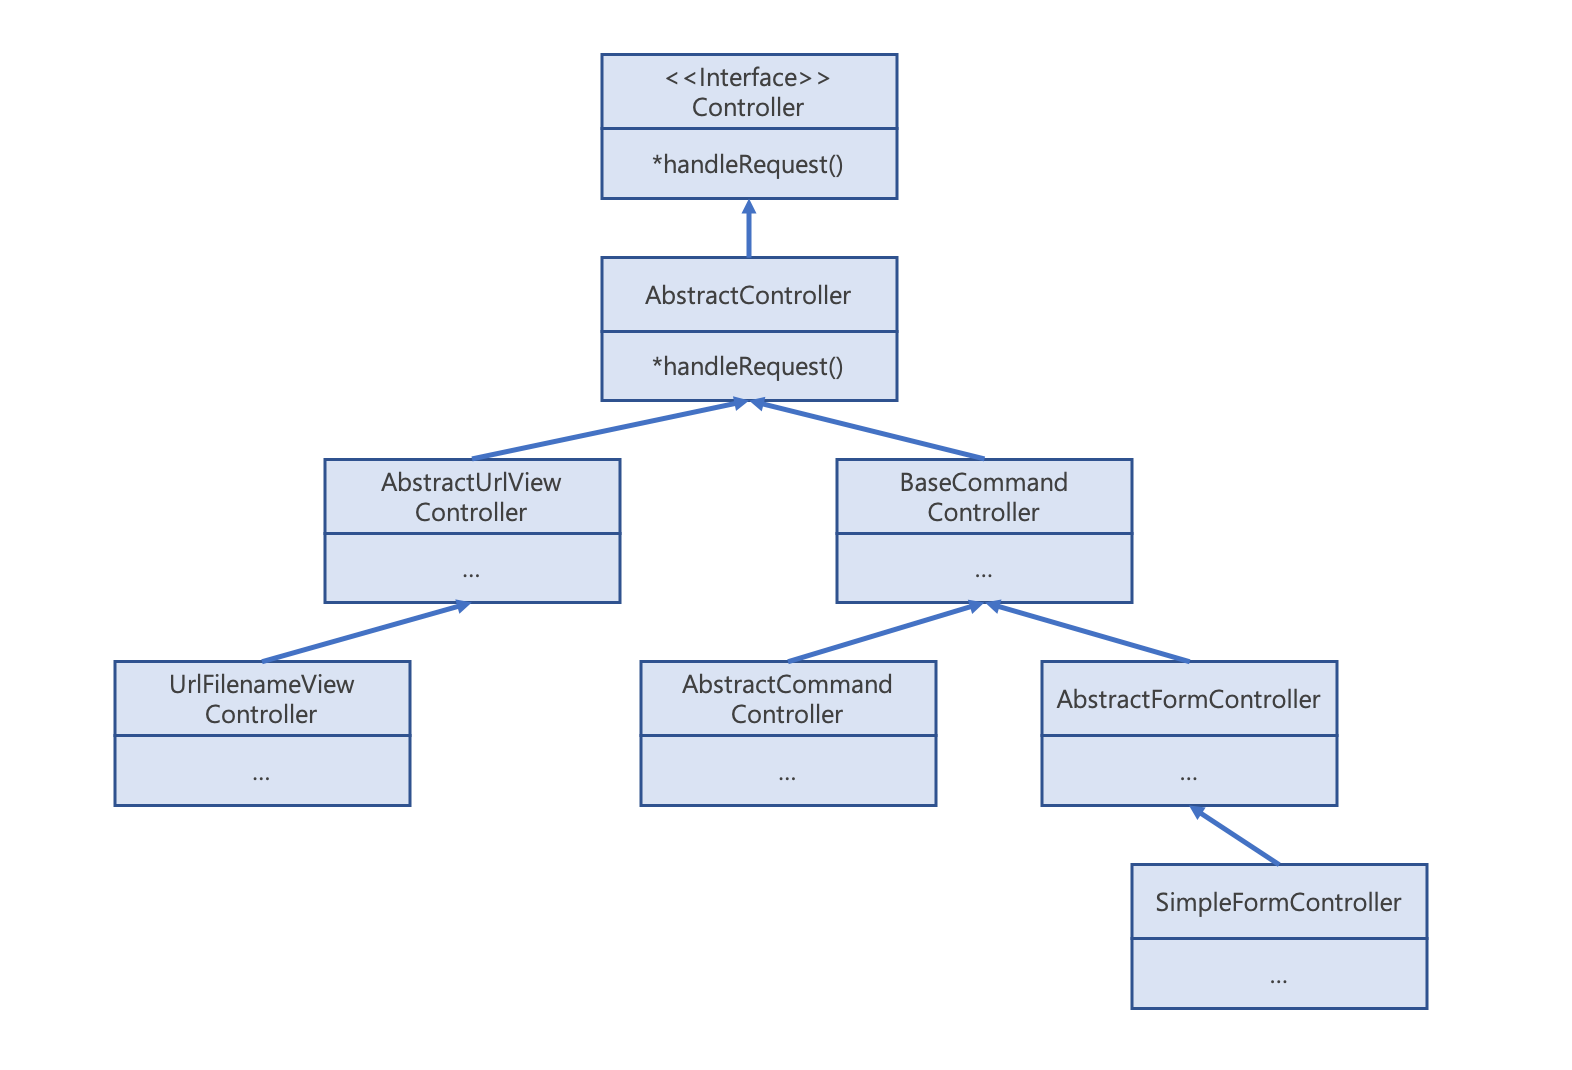 <<Interface>>
Controller
*handleRequest()
AbstractController
*handleRequest()
AbstractUrlView
Controller
...
BaseCommand
Controller
...
UrlFilenameView
Controller
...
AbstractCommand
Controller
...
AbstractFormController
...
SimpleFormController
...